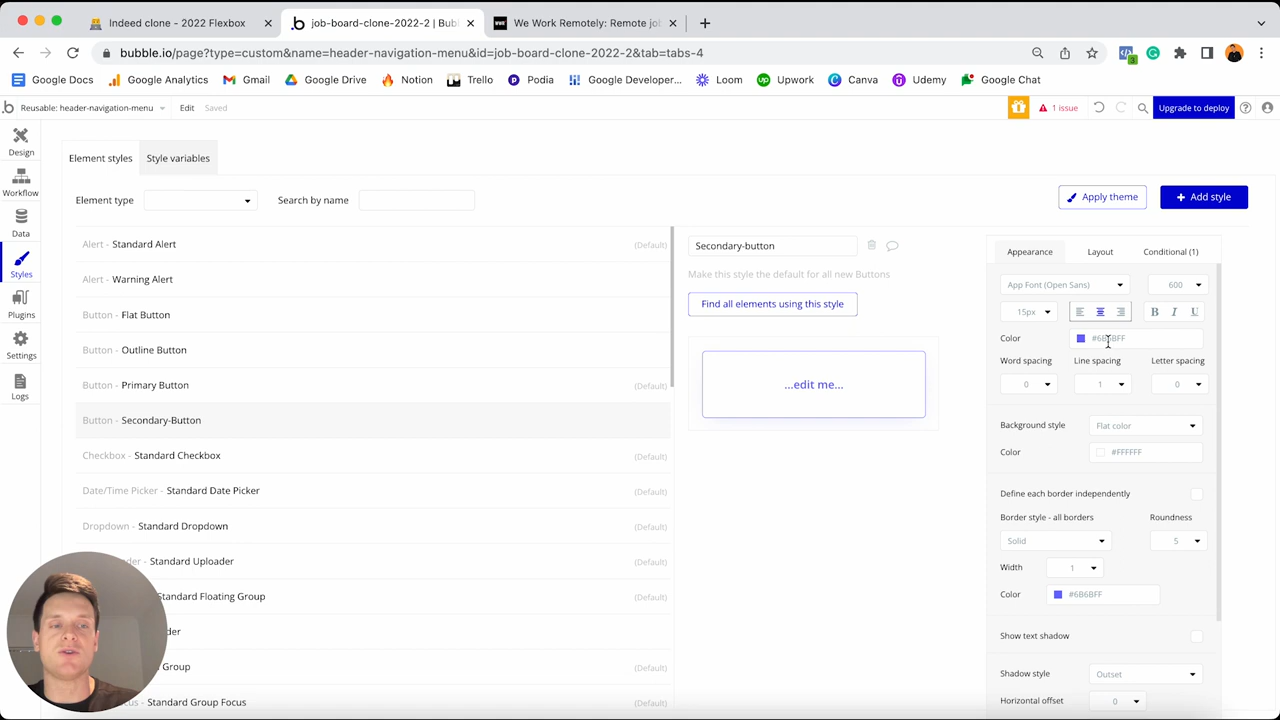 Indeed clone - 2022 Flexbox
job-board-clone-2022-2 | Bubl
We Work Remotely: Remote jol
bubble.io/page?type=custom&name=header-navigation-menu&id=job-board-clone-2022-2&tab=tabs-4
Google Docs
Google Analytics
Gmail
Google Drive
Notion
Trello
Podia
Google Developer...
Loom
Upwork
Canva
Udemy
Google Chat
Reusable: header-navigation-menu
Edit
Saved
1 issue
Upgrade to deploy
Design
Workflow
Data
Styles
Plugins
Settings
Logs
Element styles
Style variables
Element type
Search by name
Apply theme
+ Add style
Alert - Standard Alert (Default)
Alert - Warning Alert
Button - Flat Button
Button - Outline Button
Button - Primary Button (Default)
Button - Secondary-Button
Checkbox - Standard Checkbox (Default)
Date/Time Picker - Standard Date Picker (Default)
Dropdown - Standard Dropdown (Default)
Standard Uploader (Default)
Standard Floating Group (Default)
(Default)
Group (Default)
Standard Group Focus (Default)
Secondary-button
Make this style the default for all new Buttons
Find all elements using this style
...edit me...
Appearance
Layout
Conditional (1)
App Font (Open Sans)
600
15px
B I U
Color
#6B6BFF
Word spacing
Line spacing
Letter spacing
0
1
0
Background style
Flat color
Color
#FFFFFF
Define each border independently
Border style - all borders
Roundness
Solid
5
Width
1
Color
#6B6BFF
Show text shadow
Shadow style
Outset
Horizontal offset
0